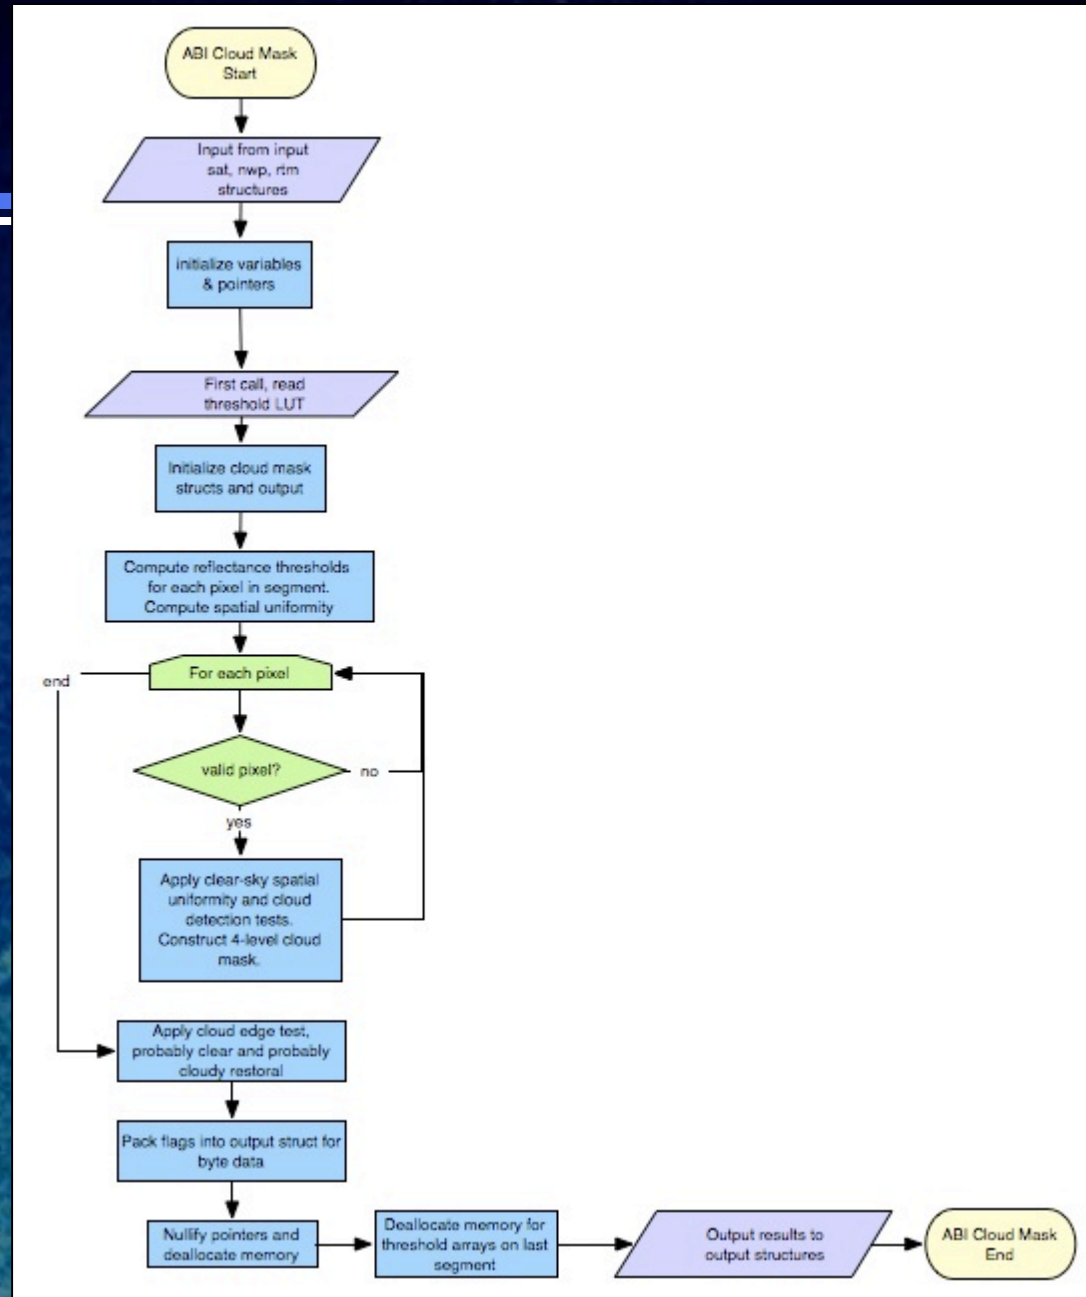 ABI Cloud Mask
Start
Input from input
sat, nwp, rtm
structures
initialize variables
& pointers
First call, read
threshold LUT
Initialize cloud mask
structs and output
Compute reflectance thresholds
for each pixel in segment.
Compute spatial uniformity
For each pixel
end
valid pixel?
no
yes
Apply clear-sky spatial
uniformity and cloud
detection tests.
Construct 4-level cloud
mask.
Apply cloud edge test,
probably clear and probably
cloudy restoral
Pack flags into output struct for
byte data
Nullify pointers and
deallocate memory
Deallocate memory for
threshold arrays on last
segment
Output results to
output structures
ABI Cloud Mask
End